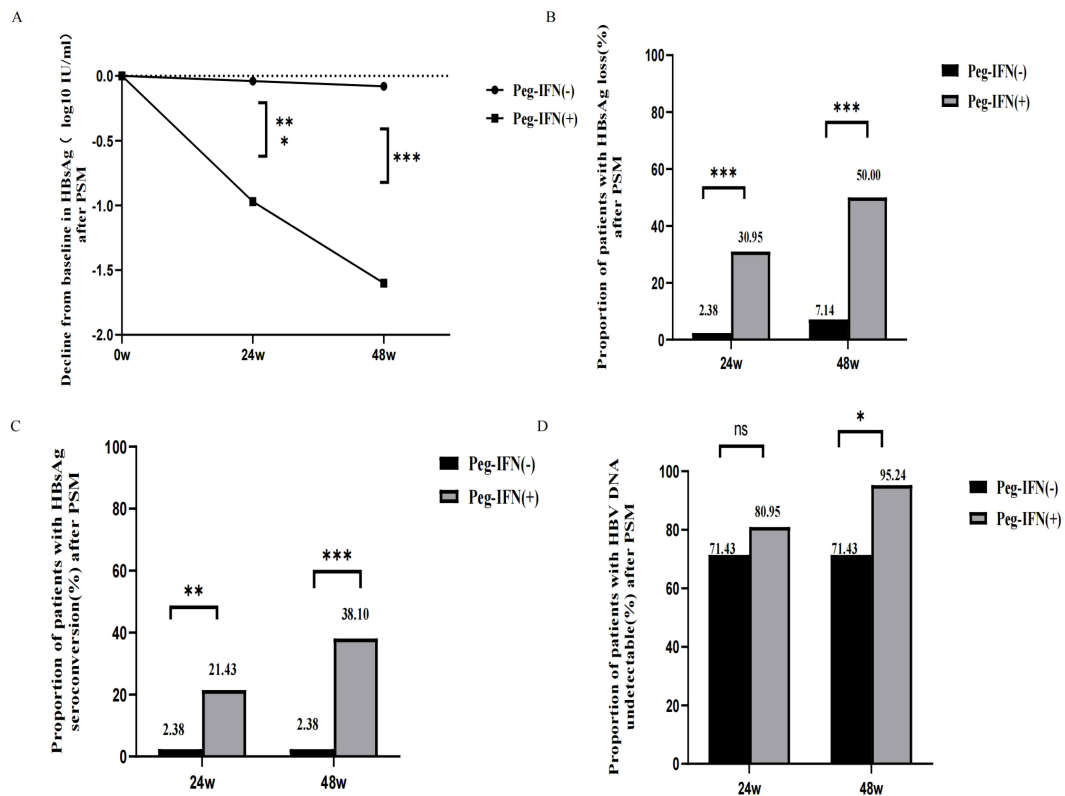 A
Decline from baseline in HBsAg（ log10 IU/ml）
after PSM
0.0
-0.5
-1.0
-1.5
-2.0
0w
24w
48w
**
*
***
Peg-IFN(-)
Peg-IFN(+)
B
Proportion of patients with HBsAg loss(%)
after PSM
100
80
60
40
20
0
2.38
30.95
7.14
50.00
***
***
24w
48w
Peg-IFN(-)
Peg-IFN(+)
C
Proportion of patients with HBsAg
seroconversion(%) after PSM
100
80
60
40
20
0
2.38
21.43
2.38
38.10
**
***
24w
48w
Peg-IFN(-)
Peg-IFN(+)
D
Proportion of patients with HBV DNA
undetectable(%) after PSM
100
80
60
40
20
0
71.43
80.95
71.43
95.24
ns
*
24w
48w
Peg-IFN(-)
Peg-IFN(+)